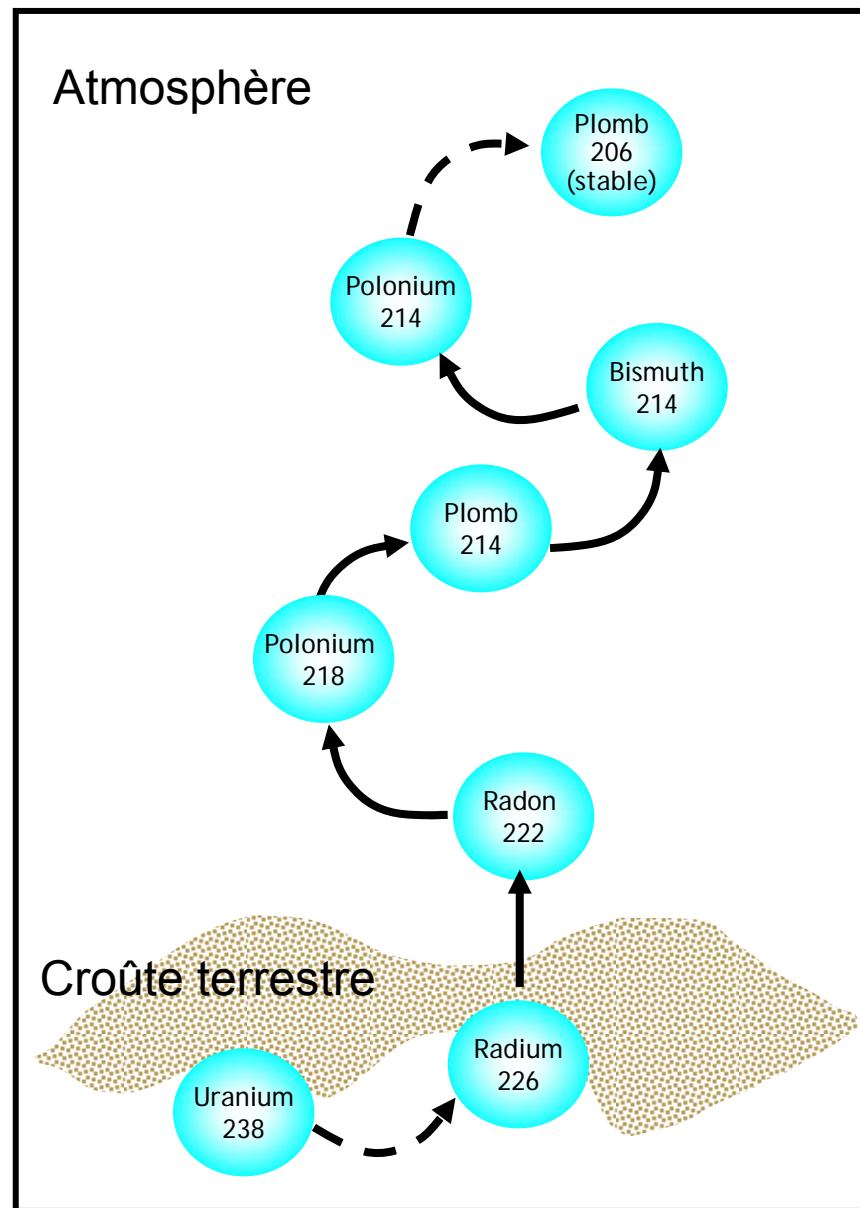 Atmosphère
Plomb
206
(stable)
Polonium
214
Bismuth
214
Plomb
214
Polonium
218
Radon
222
Croûte terrestre
Radium
226
Uranium
238